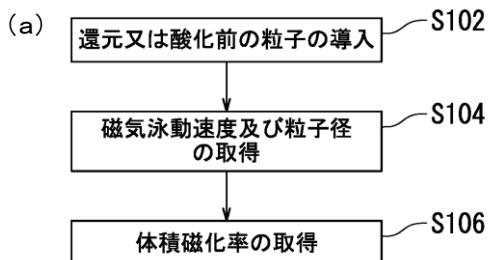 (a)
還元又は酸化前の粒子の導入
S102
磁気泳動速度及び粒子径
の取得
S104
体積磁化率の取得
S106